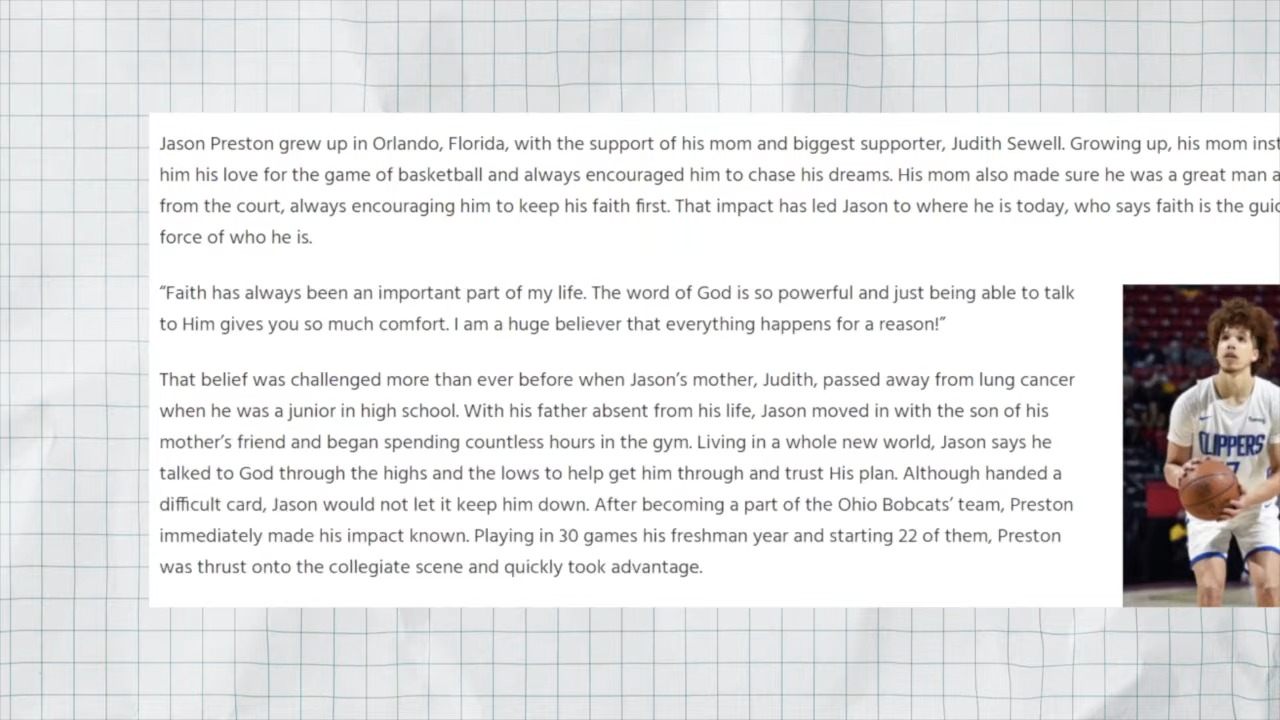 Jason Preston grew up in Orlando, Florida, with the support of his mom and biggest supporter, Judith Sewell. Growing up, his mom inst
him his love for the game of basketball and always encouraged him to chase his dreams. His mom also made sure he was a great man a
from the court, always encouraging him to keep his faith first. That impact has led Jason to where he is today, who says faith is the guid
force of who he is.
“Faith has always been an important part of my life. The word of God is so powerful and just being able to talk
to Him gives you so much comfort. I am a huge believer that everything happens for a reason!”
That belief was challenged more than ever before when Jason’s mother, Judith, passed away from lung cancer
when he was a junior in high school. With his father absent from his life, Jason moved in with the son of his
mother’s friend and began spending countless hours in the gym. Living in a whole new world, Jason says he
talked to God through the highs and the lows to help get him through and trust His plan. Although handed a
difficult card, Jason would not let it keep him down. After becoming a part of the Ohio Bobcats’ team, Preston
immediately made his impact known. Playing in 30 games his freshman year and starting 22 of them, Preston
was thrust onto the collegiate scene and quickly took advantage.
CLIPPERS